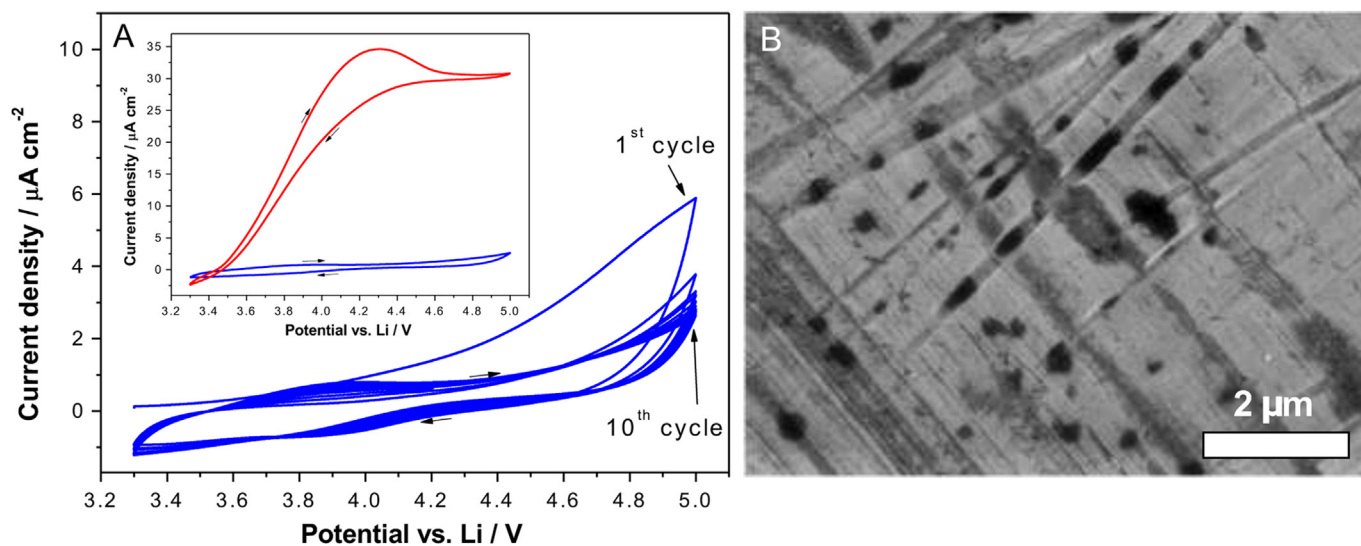 A
Current density / µA cm-2
10
8
6
4
2
0
3.2 3.4 3.6 3.8 4.0 4.2 4.4 4.6 4.8 5.0
Potential vs. Li / V
1st cycle
10th cycle
Current density / µA cm-2
35
30
25
20
15
10
5
0
3.2 3.4 3.6 3.8 4.0 4.2 4.4 4.6 4.8 5.0
Potential vs. Li / V
B
2 µm